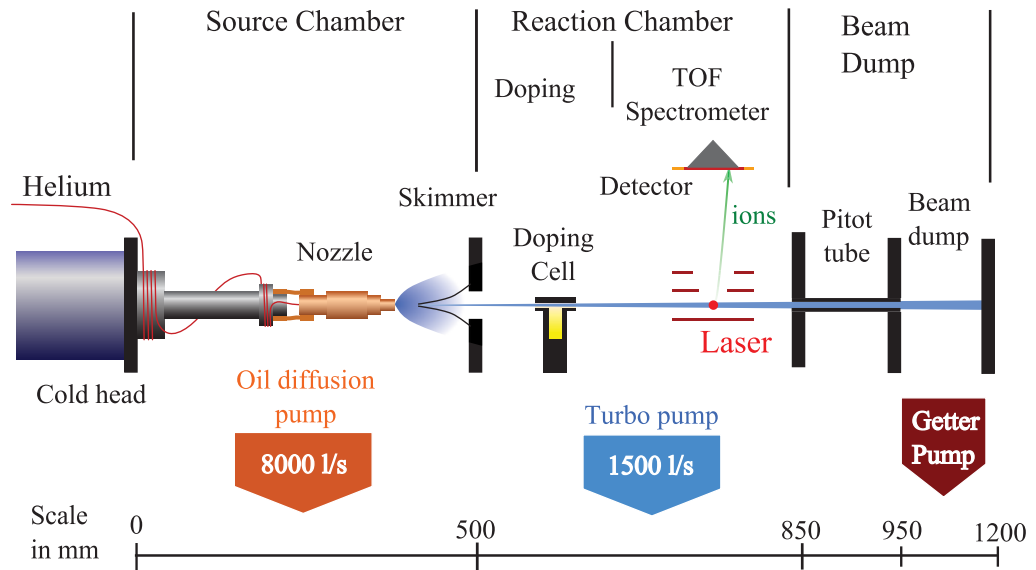 Source Chamber
Reaction Chamber
Beam
Dump
Doping
TOF
Spectrometer
Helium
Skimmer
Detector
ions
Nozzle
Doping
Cell
Pitot
tube
Beam
dump
Laser
Cold head
Oil diffusion
pump
8000 l/s
Turbo pump
1500 l/s
Getter
Pump
Scale
in mm
0
500
850
950
1200